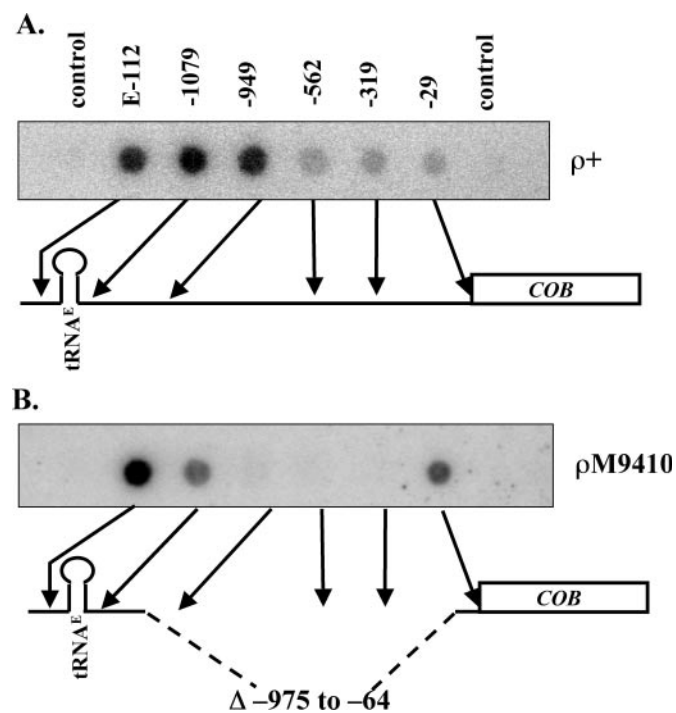 A.
control E-112 -1079 -949 -562 -319 -29 control
ρ+
COB
tRNAᴱ
B.
ρM9410
COB
tRNAᴱ
Δ –975 to –64